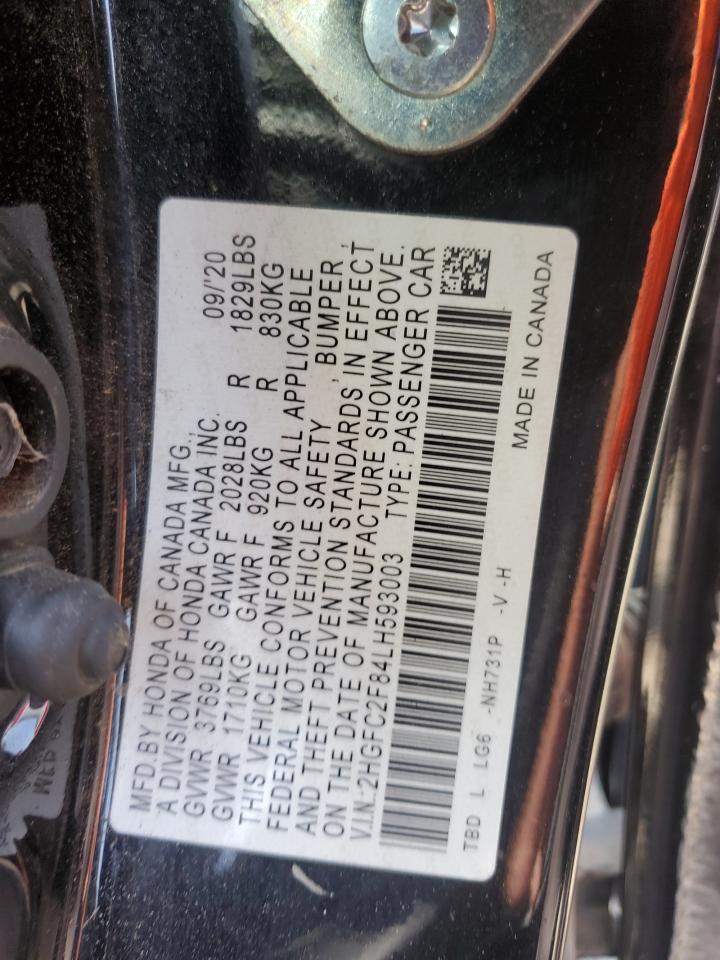 MFD.BY HONDA OF CANADA MFG.,
A DIVISION OF HONDA CANADA INC. 09/'20
GVWR 3769LBS GAWR F 2028LBS R 1829LBS
GVWR 1710KG GAWR F 920KG R 830KG
THIS VEHICLE CONFORMS TO ALL APPLICABLE
FEDERAL MOTOR VEHICLE SAFETY, BUMPER,
AND THEFT PREVENTION STANDARDS IN EFFECT
ON THE DATE OF MANUFACTURE SHOWN ABOVE.
V.I.N:2HGFC2F84LH593003 TYPE: PASSENGER CAR
TBD L LG6 -NH731P -V -H MADE IN CANADA